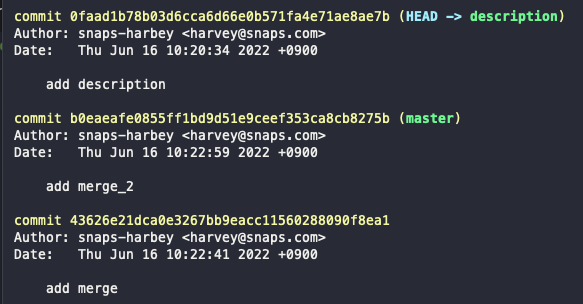 commit 0faad1b78b03d6cca6d66e0b571fa4e71ae8ae7b (HEAD -> description)
Author: snaps-harbey <harvey@snaps.com>
Date:   Thu Jun 16 10:20:34 2022 +0900
add description
commit b0eaeafe0855ff1bd9d51e9ceef353ca8cb8275b (master)
Author: snaps-harbey <harvey@snaps.com>
Date:   Thu Jun 16 10:22:59 2022 +0900
add merge_2
commit 43626e21dca0e3267bb9eacc11560288090f8ea1
Author: snaps-harbey <harvey@snaps.com>
Date:   Thu Jun 16 10:22:41 2022 +0900
add merge